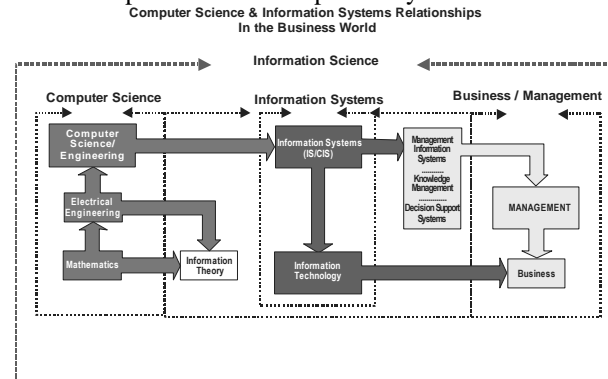 Computer Science & Information Systems Relationships
In the Business World
Information Science
Computer Science
Information Systems
Business / Management
Computer
Science/
Engineering
Information Systems
(IS/CIS)
Management
Information
Systems
...........
Knowledge
Management
..............
Decision Support
Systems
Electrical
Engineering
MANAGEMENT
Mathematics
Information
Theory
Information
Technology
Business